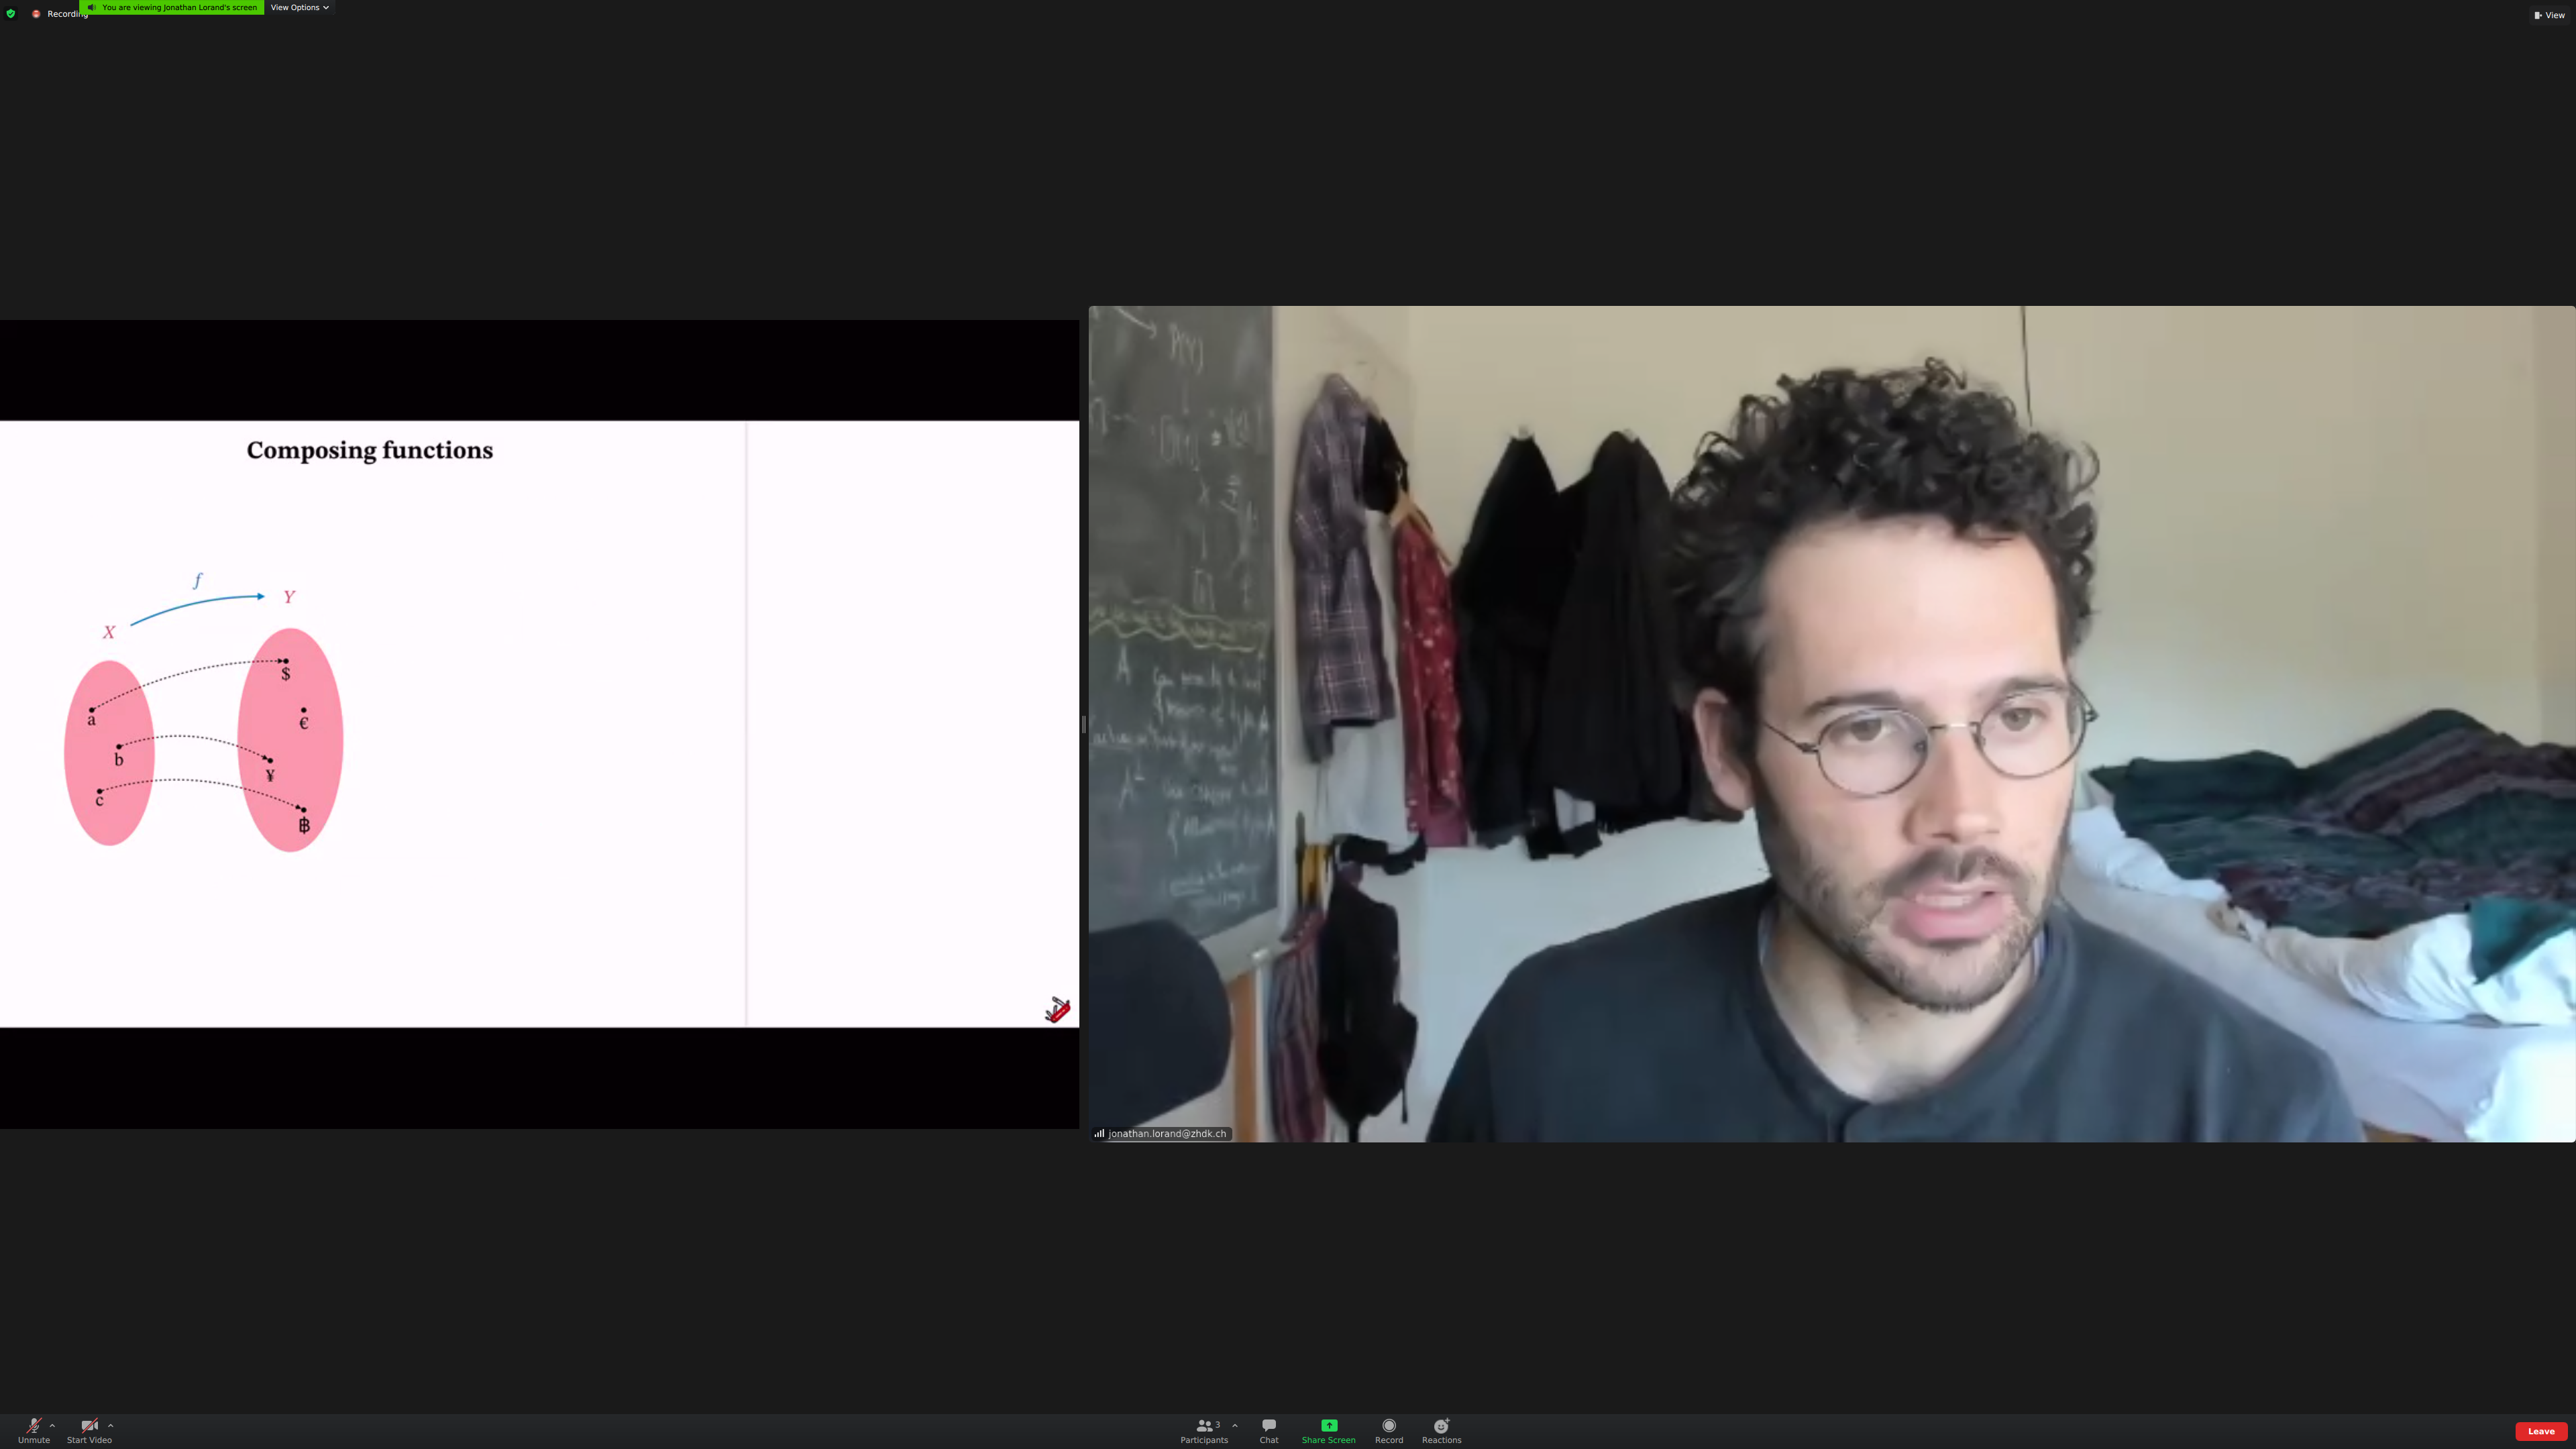 Recording
You are viewing Jonathan Lorand's screen
View Options
View
Composing functions
f
Y
X
$
a
€
b
¥
c
฿
P(Y)
X
A
A
jonathan.lorand@zhdk.ch
Unmute
Start Video
3
Participants
Chat
Share Screen
Record
Reactions
Leave